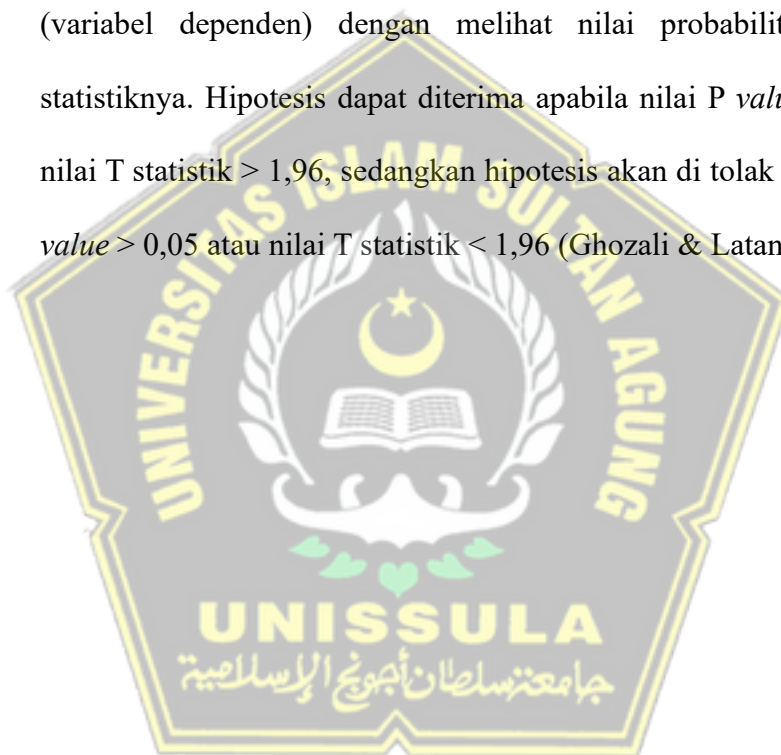 (variabel dependen) dengan melihat nilai probabilit
statistiknya. Hipotesis dapat diterima apabila nilai P valu
nilai T statistik > 1,96, sedangkan hipotesis akan di tolak
value > 0,05 atau nilai T statistik < 1,96 (Ghozali & Latan
UNIVERSITAS ISLAM SULTAN AGUNG
UNISSULA
جامعة سلطان أجونج الإسلامية